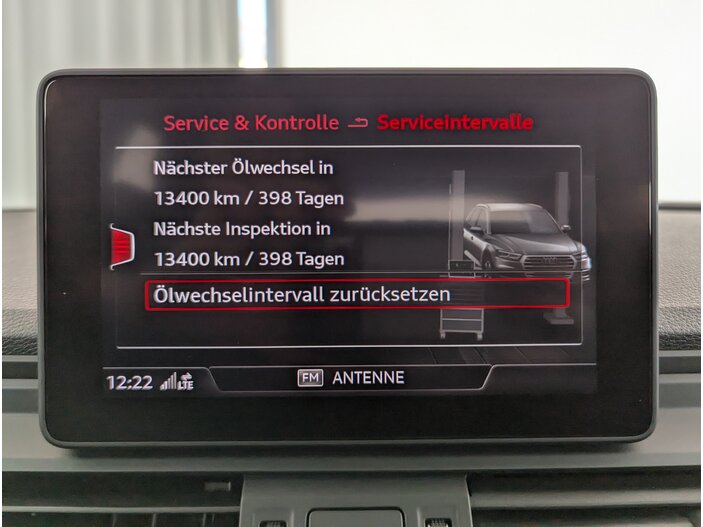 Service & Kontrolle Serviceintervalle
Nächster Ölwechsel in
13400 km / 398 Tagen
Nächste Inspektion in
13400 km / 398 Tagen
Ölwechselintervall zurücksetzen
12:22 LTE FM ANTENNE